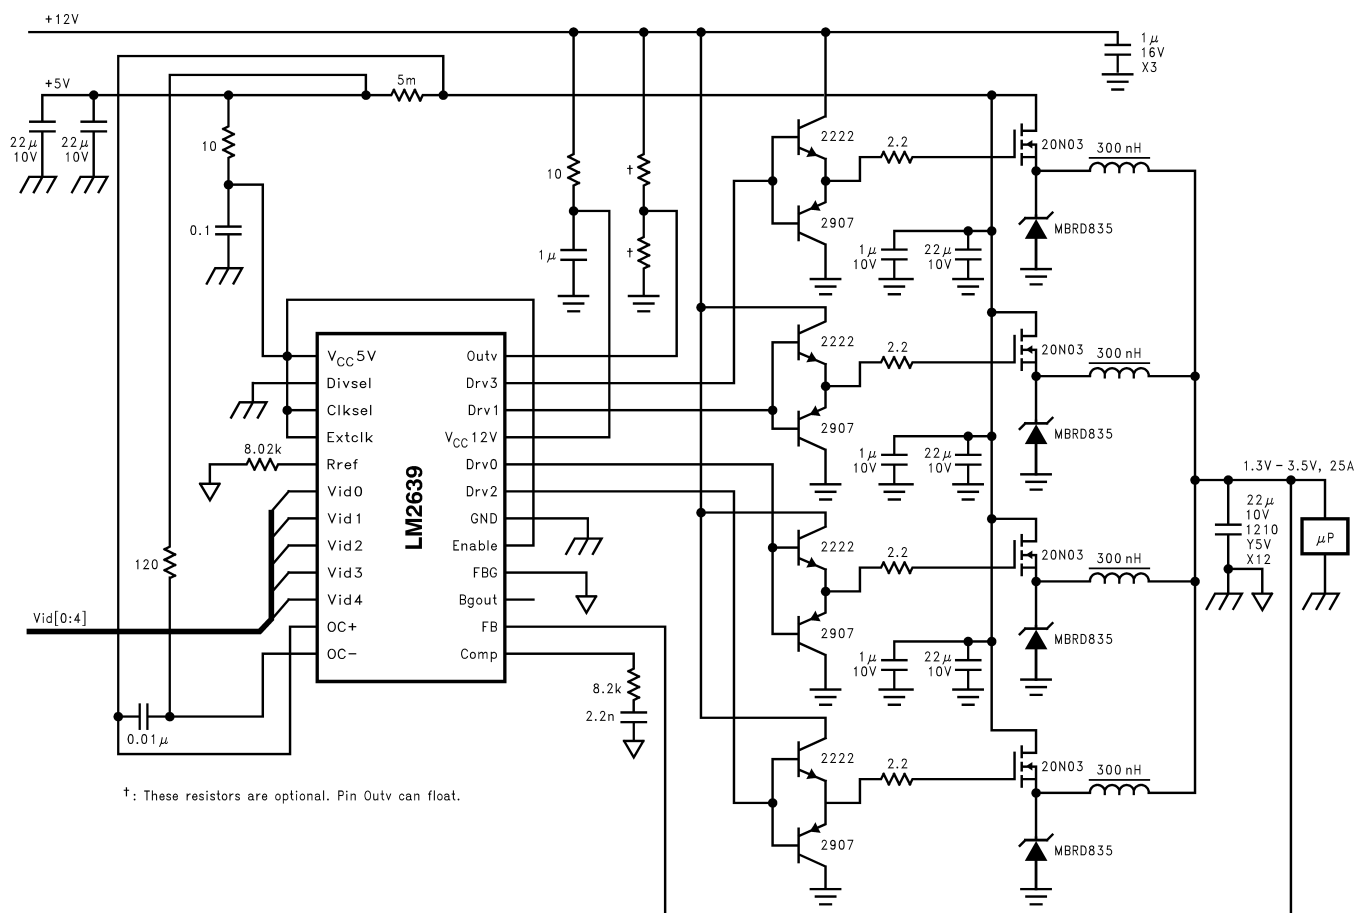 +12V
1μ
16V
X3
+5V
5m
22μ
10V
22μ
10V
10
0.1
10
1μ
†
†
2222
2907
2.2
20N03
300 nH
MBRD835
1μ
10V
22μ
10V
2222
2907
2.2
20N03
300 nH
MBRD835
1μ
10V
22μ
10V
2222
2907
2.2
20N03
300 nH
MBRD835
1μ
10V
22μ
10V
2222
2907
2.2
20N03
300 nH
MBRD835
1.3V – 3.5V, 25A
22μ
10V
1210
Y5V
X12
μP
LM2639
VCC5V
Divsel
Clksel
Extclk
Rref
Vid0
Vid1
Vid2
Vid3
Vid4
OC+
OC−
Outv
Drv3
Drv1
VCC12V
Drv0
Drv2
GND
Enable
FBG
Bgout
FB
Comp
8.02k
120
Vid[0:4]
0.01μ
8.2k
2.2n
†: These resistors are optional. Pin Outv can float.